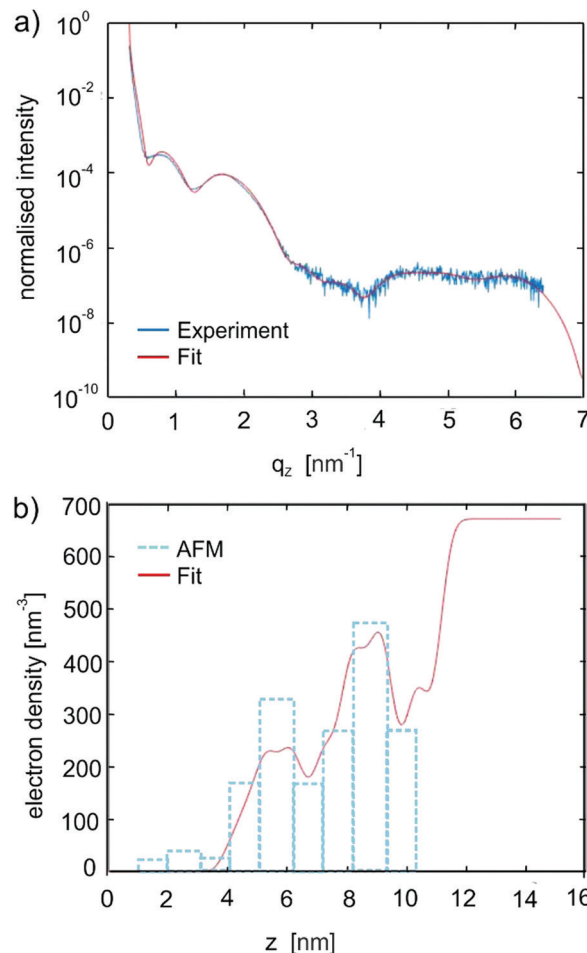 a)
normalised intensity
10^0
10^-2
10^-4
10^-6
10^-8
10^-10
Experiment
Fit
0 1 2 3 4 5 6 7
q_z [nm^-1]
b)
electron density [nm^-3]
700
600
500
400
300
200
100
0
AFM
Fit
0 2 4 6 8 10 12 14 16
z [nm]